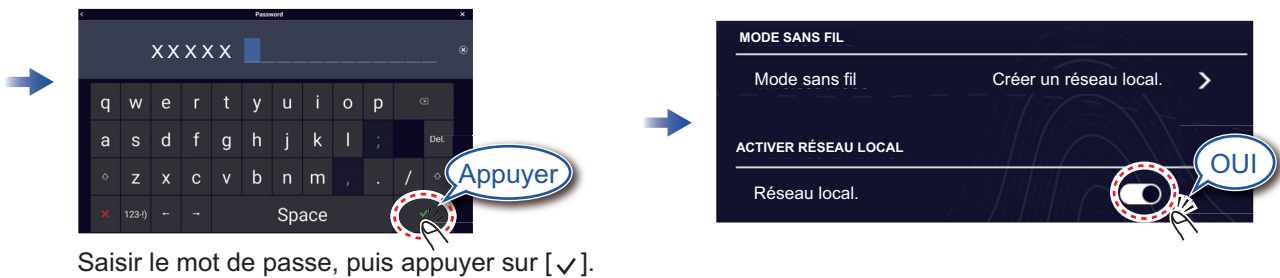 Password
X X X X X
q w e r t y u i o p
a s d f g h j k l ; Del.
z x c v b n m , . /
123-!) ← → Space ✓
Appuyer
Saisir le mot de passe, puis appuyer sur [ ✓ ].
MODE SANS FIL
Mode sans fil Créer un réseau local. >
ACTIVER RÉSEAU LOCAL
Réseau local.
OUI